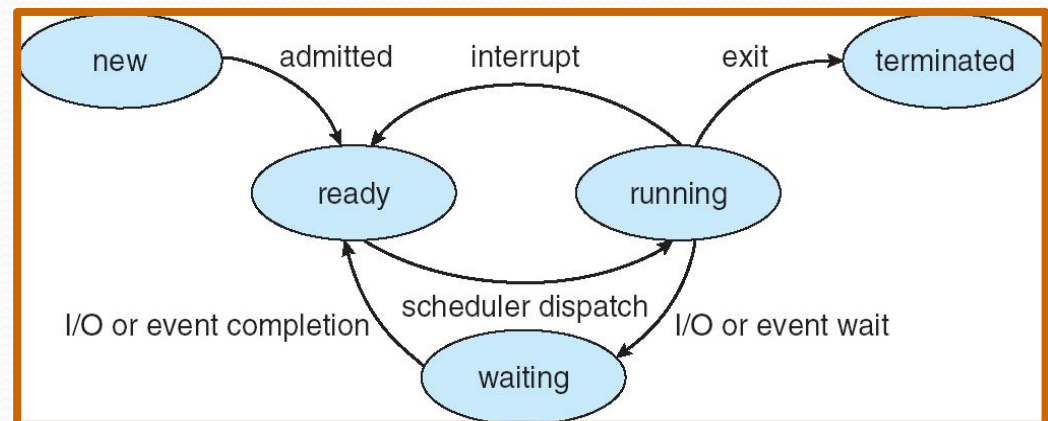 new
admitted
interrupt
exit
terminated
ready
running
scheduler dispatch
I/O or event completion
I/O or event wait
waiting